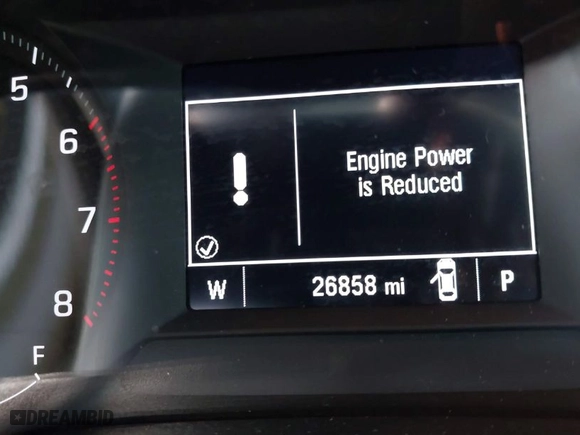 5
6
7
8
F
Engine Power
is Reduced
W 26858 mi P
DREAMBID